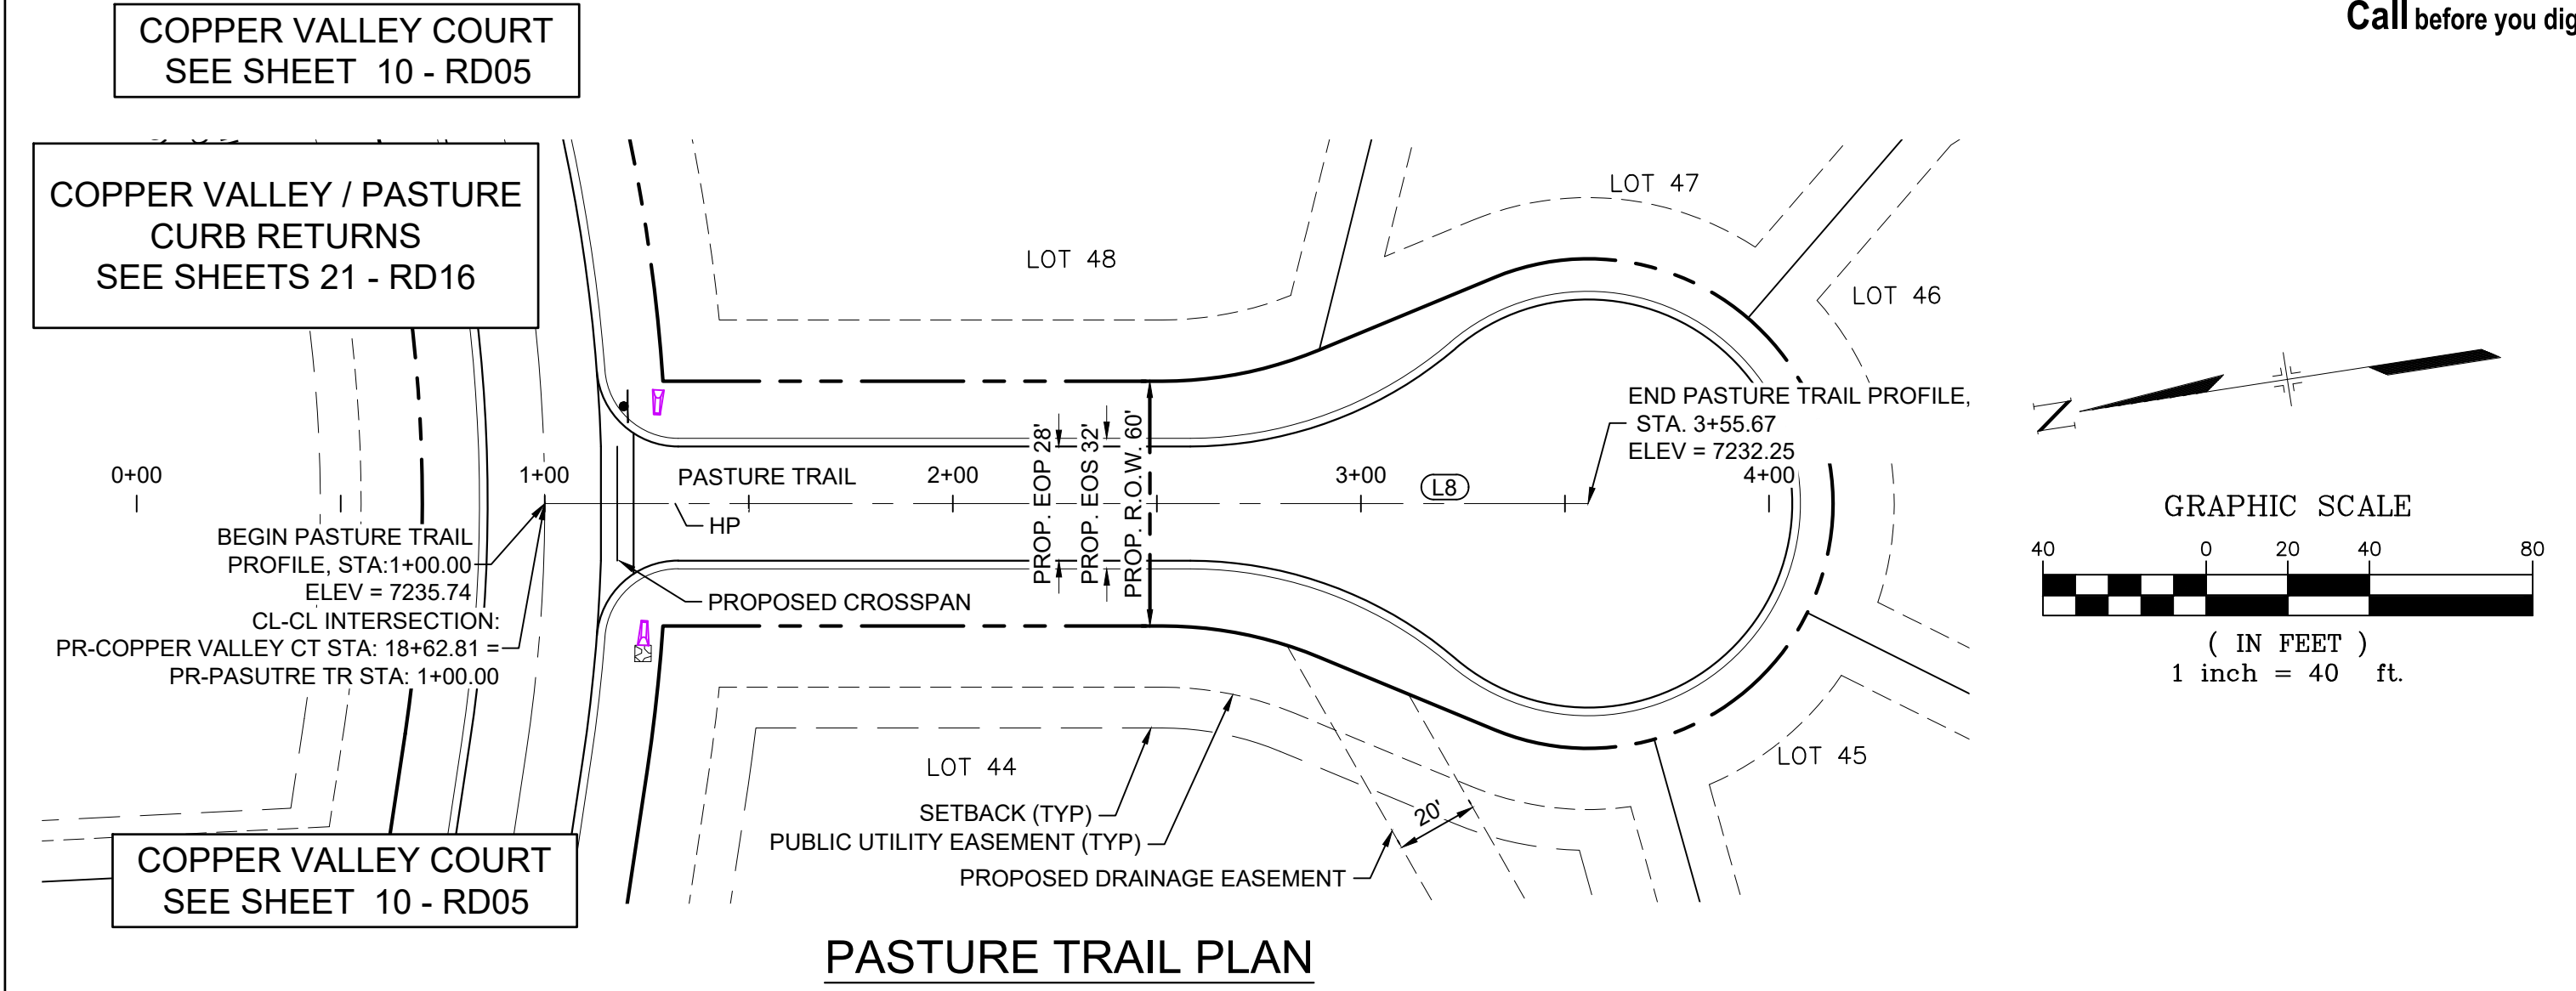 Call before you dig
COPPER VALLEY COURT
SEE SHEET 10 - RD05
COPPER VALLEY / PASTURE
CURB RETURNS
SEE SHEETS 21 - RD16
LOT 47
LOT 48
LOT 46
END PASTURE TRAIL PROFILE,
STA. 3+55.67
ELEV = 7232.25
0+00
1+00
PASTURE TRAIL
2+00
3+00
L8
4+00
HP
PROP. EOP 28'
PROP. EOS 32'
PROP. R.O.W. 60'
BEGIN PASTURE TRAIL
PROFILE, STA:1+00.00
ELEV = 7235.74
CL-CL INTERSECTION:
PR-COPPER VALLEY CT STA: 18+62.81 =
PR-PASUTRE TR STA: 1+00.00
PROPOSED CROSSPAN
N
GRAPHIC SCALE
40 0 20 40 80
( IN FEET )
1 inch = 40 ft.
LOT 44
LOT 45
SETBACK (TYP)
PUBLIC UTILITY EASEMENT (TYP)
20'
PROPOSED DRAINAGE EASEMENT
COPPER VALLEY COURT
SEE SHEET 10 - RD05
PASTURE TRAIL PLAN